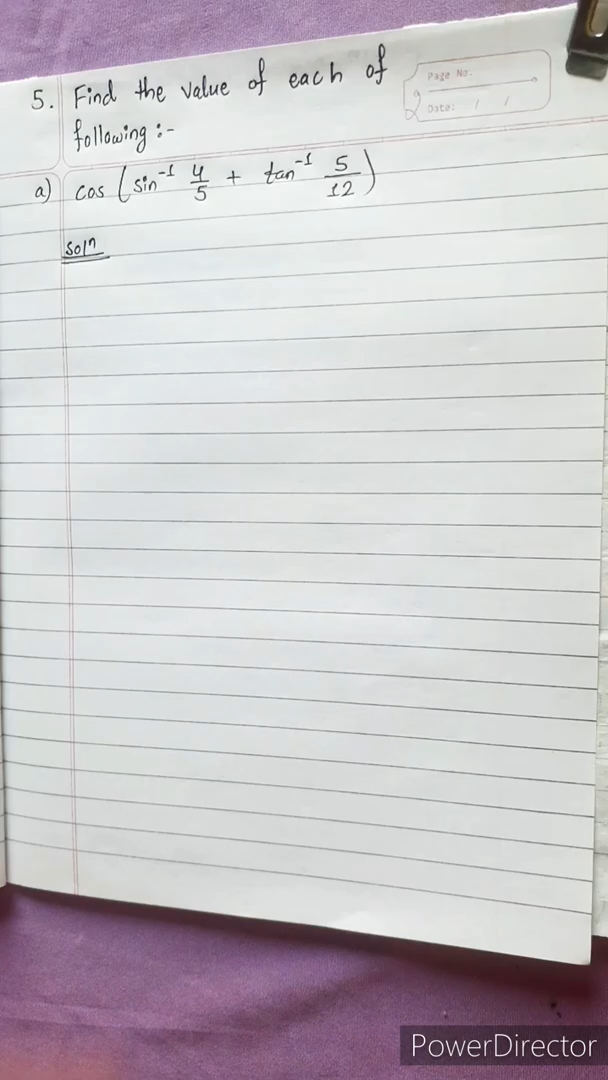 5. Find the value of each of
Page No.
Date: / /
following :-
a) cos (sin⁻¹ 4/5 + tan⁻¹ 5/12)
Solⁿ
PowerDirector